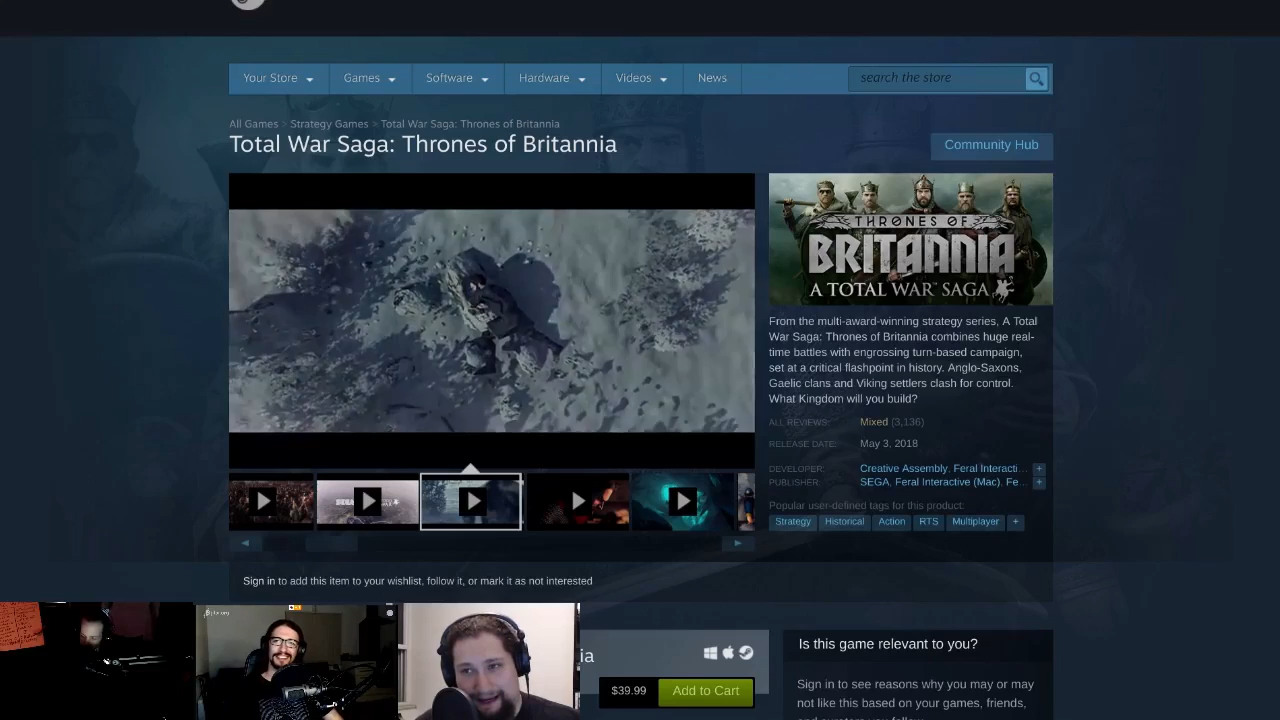 Your Store Games Software Hardware Videos News search the store
All Games > Strategy Games > Total War Saga: Thrones of Britannia
Total War Saga: Thrones of Britannia
Community Hub
THRONES OF
BRITANNIA
A TOTAL WAR™ SAGA
From the multi-award-winning strategy series, A Total
War Saga: Thrones of Britannia combines huge real-
time battles with engrossing turn-based campaign,
set at a critical flashpoint in history. Anglo-Saxons,
Gaelic clans and Viking settlers clash for control.
What Kingdom will you build?
ALL REVIEWS: Mixed (3,136)
RELEASE DATE: May 3, 2018
DEVELOPER: Creative Assembly, Feral Interacti... +
PUBLISHER: SEGA, Feral Interactive (Mac), Fe... +
Popular user-defined tags for this product:
Strategy Historical Action RTS Multiplayer +
Sign in to add this item to your wishlist, follow it, or mark it as not interested
ia
$39.99 Add to Cart
Is this game relevant to you?
Sign in to see reasons why you may or may
not like this based on your games, friends,